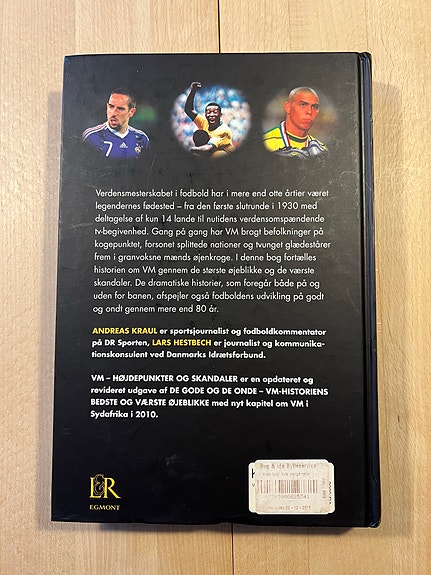 7
Verdensmesterskabet i fodbold har i mere end otte årtier været
legendernes fødested – fra den første slutrunde i 1930 med
deltagelse af kun 14 lande til nutidens verdensomspændende
tv-begivenhed. Gang på gang har VM bragt befolkninger på
kogepunktet, forsonet splittede nationer og tvunget glædestårer
frem i granvoksne mænds øjenkroge. I denne bog fortælles
historien om VM gennem de største øjeblikke og de værste
skandaler. De dramatiske historier, som foregår både på og
uden for banen, afspejler også fodboldens udvikling på godt
og ondt gennem mere end 80 år.
ANDREAS KRAUL er sportsjournalist og fodboldkommentator
på DR Sporten, LARS HESTBECH er journalist og kommunika-
tionskonsulent ved Danmarks Idrætsforbund.
VM – HØJDEPUNKTER OG SKANDALER er en opdateret og
revideret udgave af DE GODE OG DE ONDE – VM-HISTORIENS
BEDSTE OG VÆRSTE ØJEBLIKKE med nyt kapitel om VM i
Sydafrika i 2010.
L&R
EGMONT
Bog & idé Bytteservice